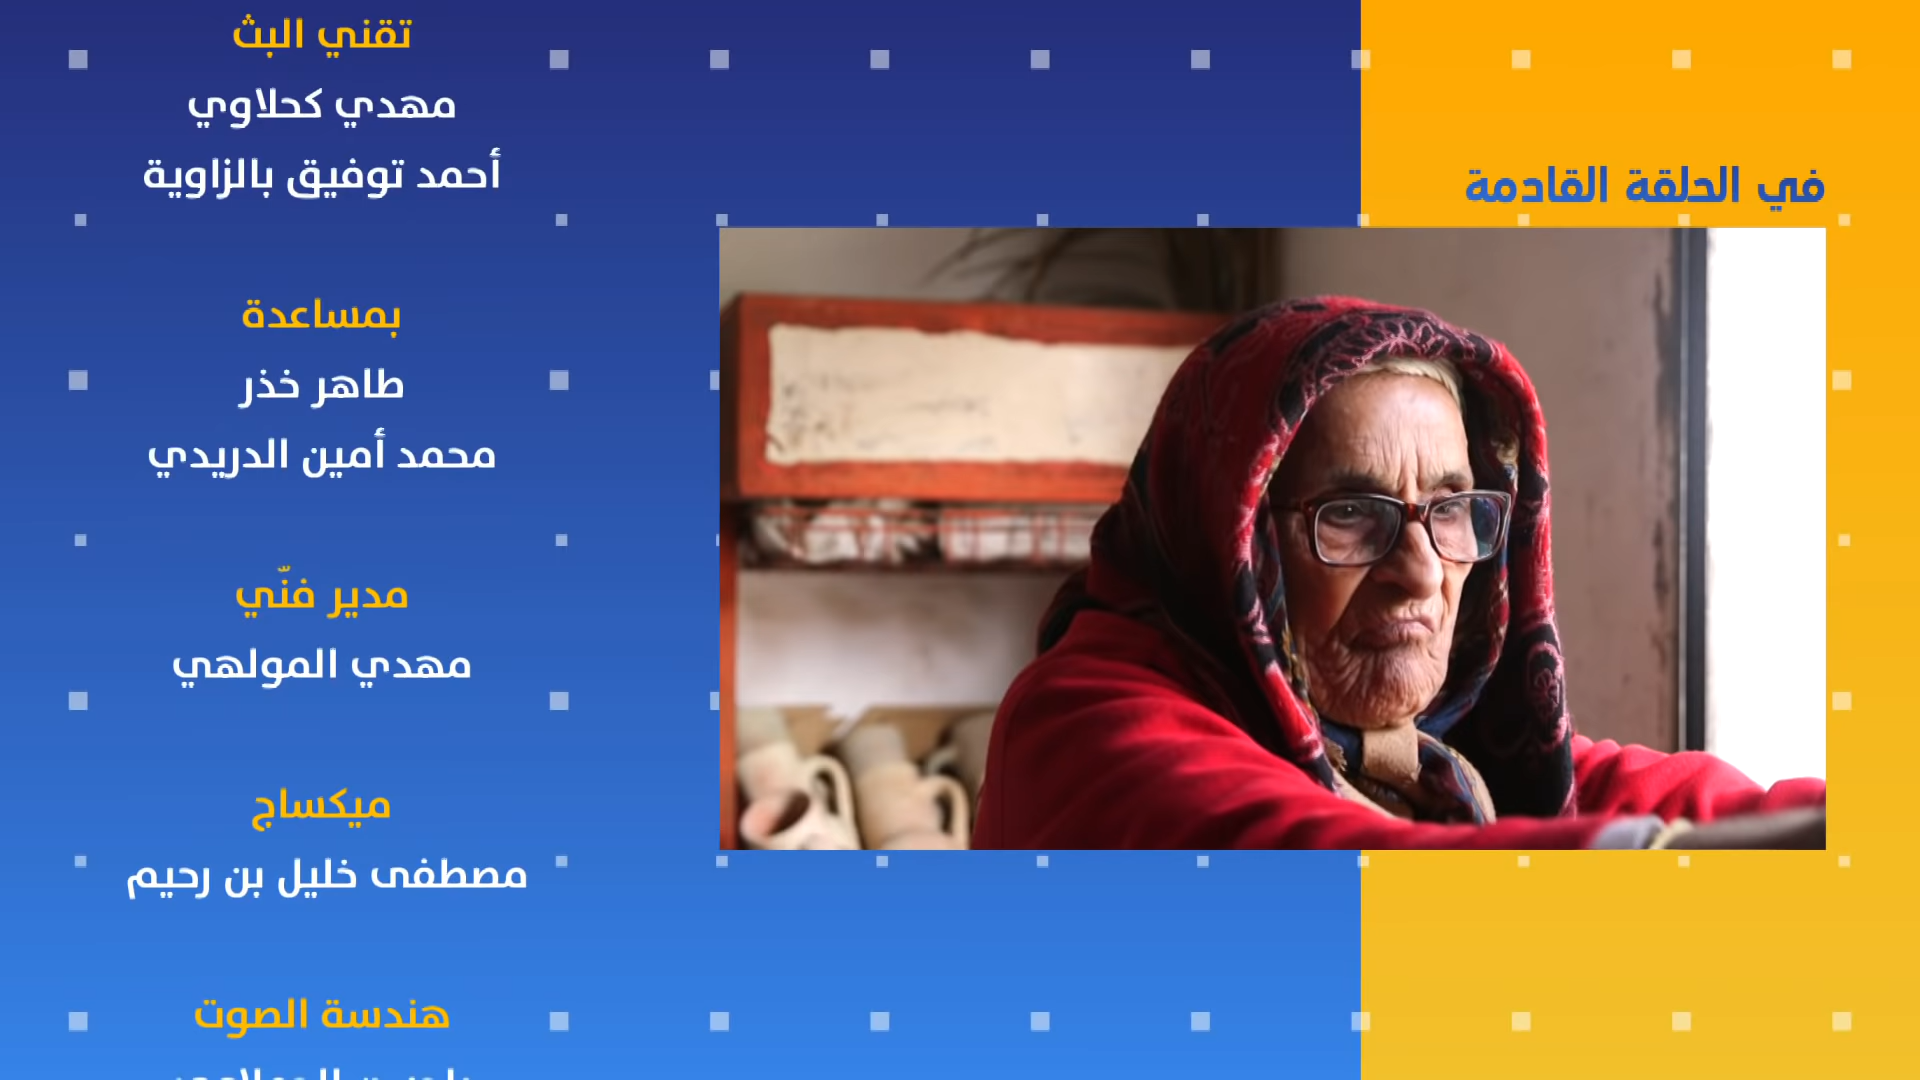 في الحلقة القادمة
تقني البث
مهدي كحلاوي
أحمد توفيق بالزاوية
بمساعدة
طاهر خذر
محمد أمين الدريدي
مدير فنّي
مهدي المولهي
ميكساج
مصطفى خليل بن رحيم
هندسة الصوت